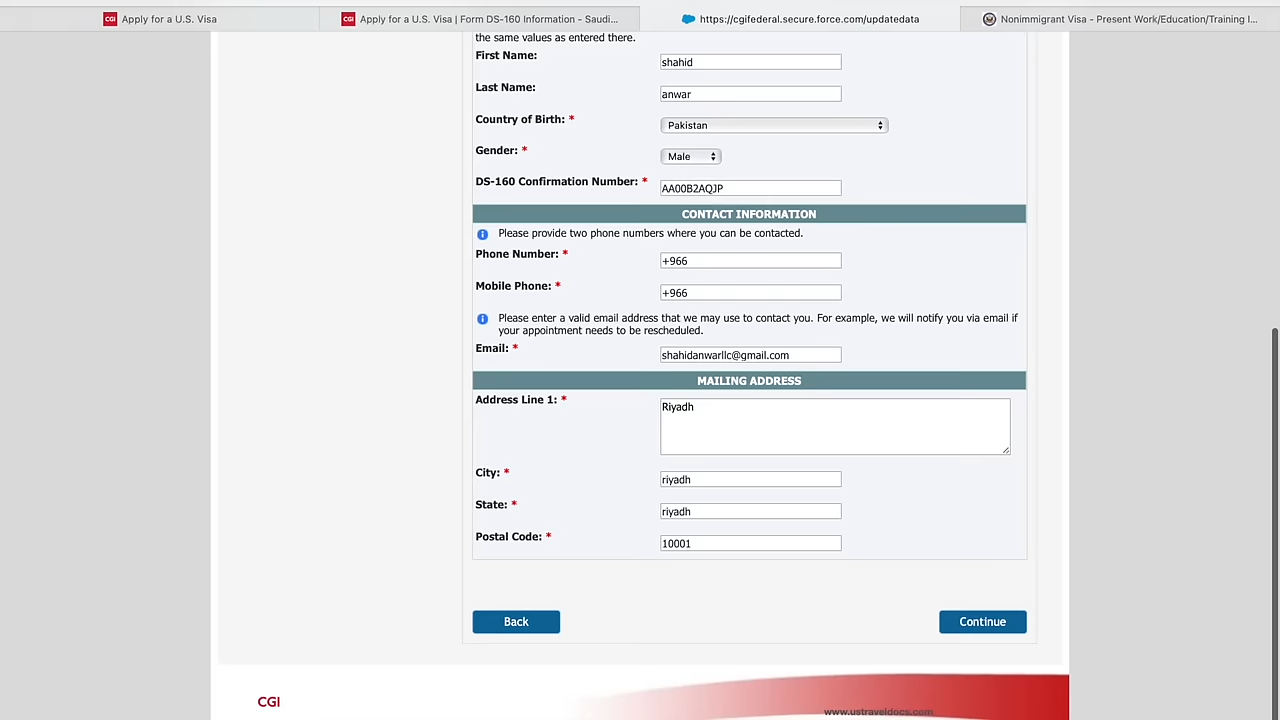 CGI Apply for a U.S. Visa
CGI Apply for a U.S. Visa | Form DS-160 Information - Saudi...
https://cgifederal.secure.force.com/updatedata
Nonimmigrant Visa - Present Work/Education/Training I...
the same values as entered there.
First Name: shahid
Last Name: anwar
Country of Birth: * Pakistan
Gender: * Male
DS-160 Confirmation Number: * AA00B2AQJP
CONTACT INFORMATION
Please provide two phone numbers where you can be contacted.
Phone Number: * +966
Mobile Phone: * +966
Please enter a valid email address that we may use to contact you. For example, we will notify you via email if
your appointment needs to be rescheduled.
Email: * shahidanwarllc@gmail.com
MAILING ADDRESS
Address Line 1: * Riyadh
City: * riyadh
State: * riyadh
Postal Code: * 10001
Back
Continue
CGI
www.ustraveldocs.com